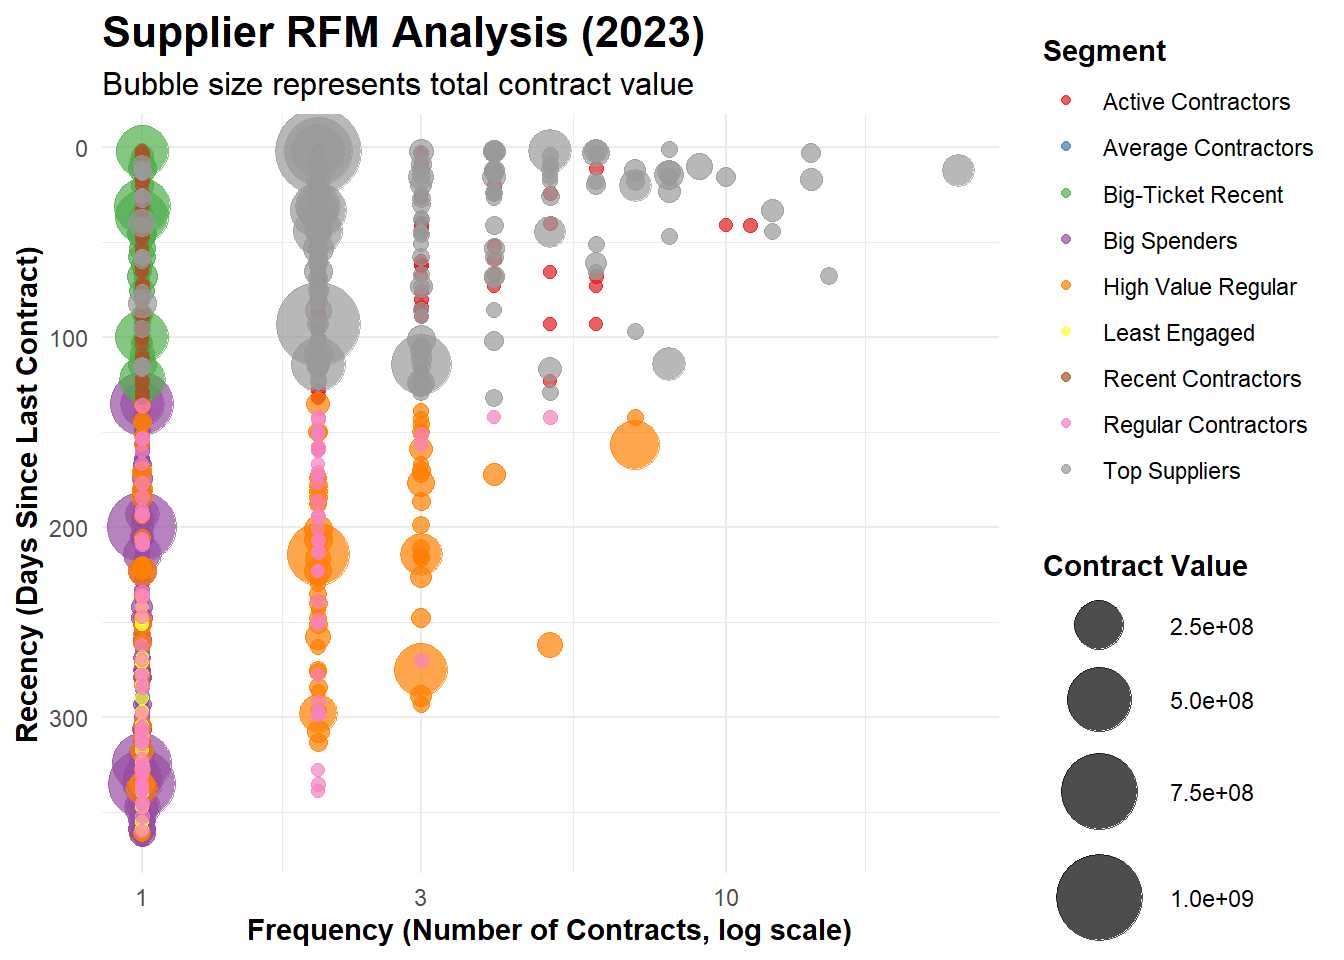 Supplier RFM Analysis (2023)
Bubble size represents total contract value
Recency (Days Since Last Contract)
0
100
200
300
1
3
10
Frequency (Number of Contracts, log scale)
Segment
Active Contractors
Average Contractors
Big-Ticket Recent
Big Spenders
High Value Regular
Least Engaged
Recent Contractors
Regular Contractors
Top Suppliers
Contract Value
2.5e+08
5.0e+08
7.5e+08
1.0e+09